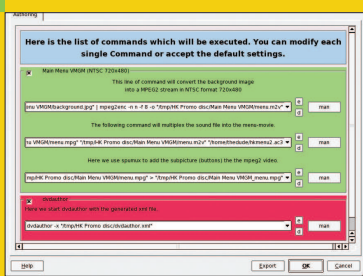 Authoring
Here is the list of commands which will be executed. You can modify each
single Command or accept the default settings.
Main Menu VMGM (NTSC 720x480)
This line of command will convert the background image
into a MPEG2 stream in NTSC format 720x480
nu VMGM/background.jpg" | mpeg2enc -n n -f 8 -o "/tmp/HK Promo disc/Main Menu VMGM/menu.m2v"
e
d
man
The following command will multiplex the sound file into the menu-movie.
nu VMGM/menu.mpg" "/tmp/HK Promo disc/Main Menu VMGM/menu.m2v" "/home/thedude/hkmenu2.ac3
e
d
man
Here we use spumux to add the subpicture (buttons) the the mpeg2 video.
mp/HK Promo disc/Main Menu VMGM/menu.mpg" > "/tmp/HK Promo disc/Main Menu VMGM_menu.mpg"
e
d
man
dvdauthor
Here we start dvdauthor with the generated xml file.
dvdauthor -x "/tmp/HK Promo disc/dvdauthor.xml"
e
d
man
Help
Export
OK
Cancel